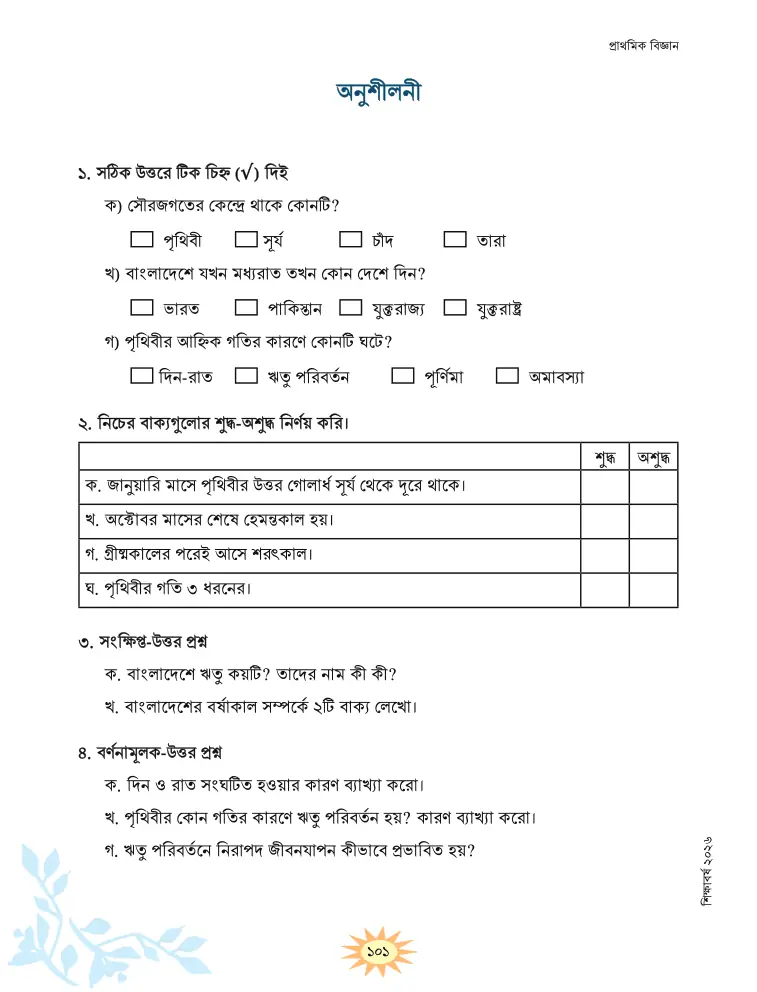 প্রাথমিক বিজ্ঞান
অনুশীলনী
১. সঠিক উত্তরে টিক চিহ্ন (√) দিই
ক) সৌরজগতের কেন্দ্রে থাকে কোনটি?
পৃথিবী সূর্য চাঁদ তারা
খ) বাংলাদেশে যখন মধ্যরাত তখন কোন দেশে দিন?
ভারত পাকিস্তান যুক্তরাজ্য যুক্তরাষ্ট্র
গ) পৃথিবীর আহ্নিক গতির কারণে কোনটি ঘটে?
দিন-রাত ঋতু পরিবর্তন পূর্ণিমা অমাবস্যা
২. নিচের বাক্যগুলোর শুদ্ধ-অশুদ্ধ নির্ণয় করি।
শুদ্ধ অশুদ্ধ
ক. জানুয়ারি মাসে পৃথিবীর উত্তর গোলার্ধ সূর্য থেকে দূরে থাকে।
খ. অক্টোবর মাসের শেষে হেমন্তকাল হয়।
গ. গ্রীষ্মকালের পরেই আসে শরৎকাল।
ঘ. পৃথিবীর গতি ৩ ধরনের।
৩. সংক্ষিপ্ত-উত্তর প্রশ্ন
ক. বাংলাদেশে ঋতু কয়টি? তাদের নাম কী কী?
খ. বাংলাদেশের বর্ষাকাল সম্পর্কে ২টি বাক্য লেখো।
৪. বর্ণনামূলক-উত্তর প্রশ্ন
ক. দিন ও রাত সংঘটিত হওয়ার কারণ ব্যাখ্যা করো।
খ. পৃথিবীর কোন গতির কারণে ঋতু পরিবর্তন হয়? কারণ ব্যাখ্যা করো।
গ. ঋতু পরিবর্তনে নিরাপদ জীবনযাপন কীভাবে প্রভাবিত হয়?
শিক্ষাবর্ষ ২০২৬
১০১